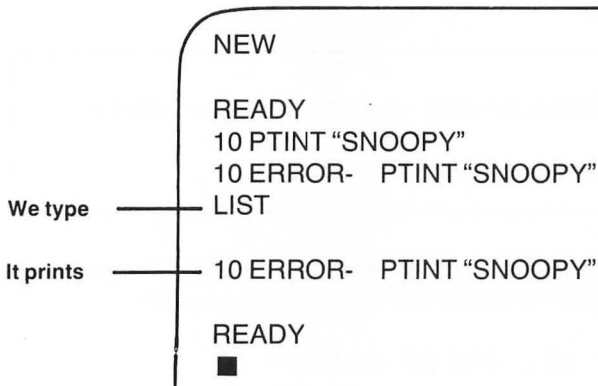 NEW
READY
10 PTINT “SNOOPY”
10 ERROR- PTINT “SNOOPY”
We type LIST
It prints 10 ERROR- PTINT “SNOOPY”
READY